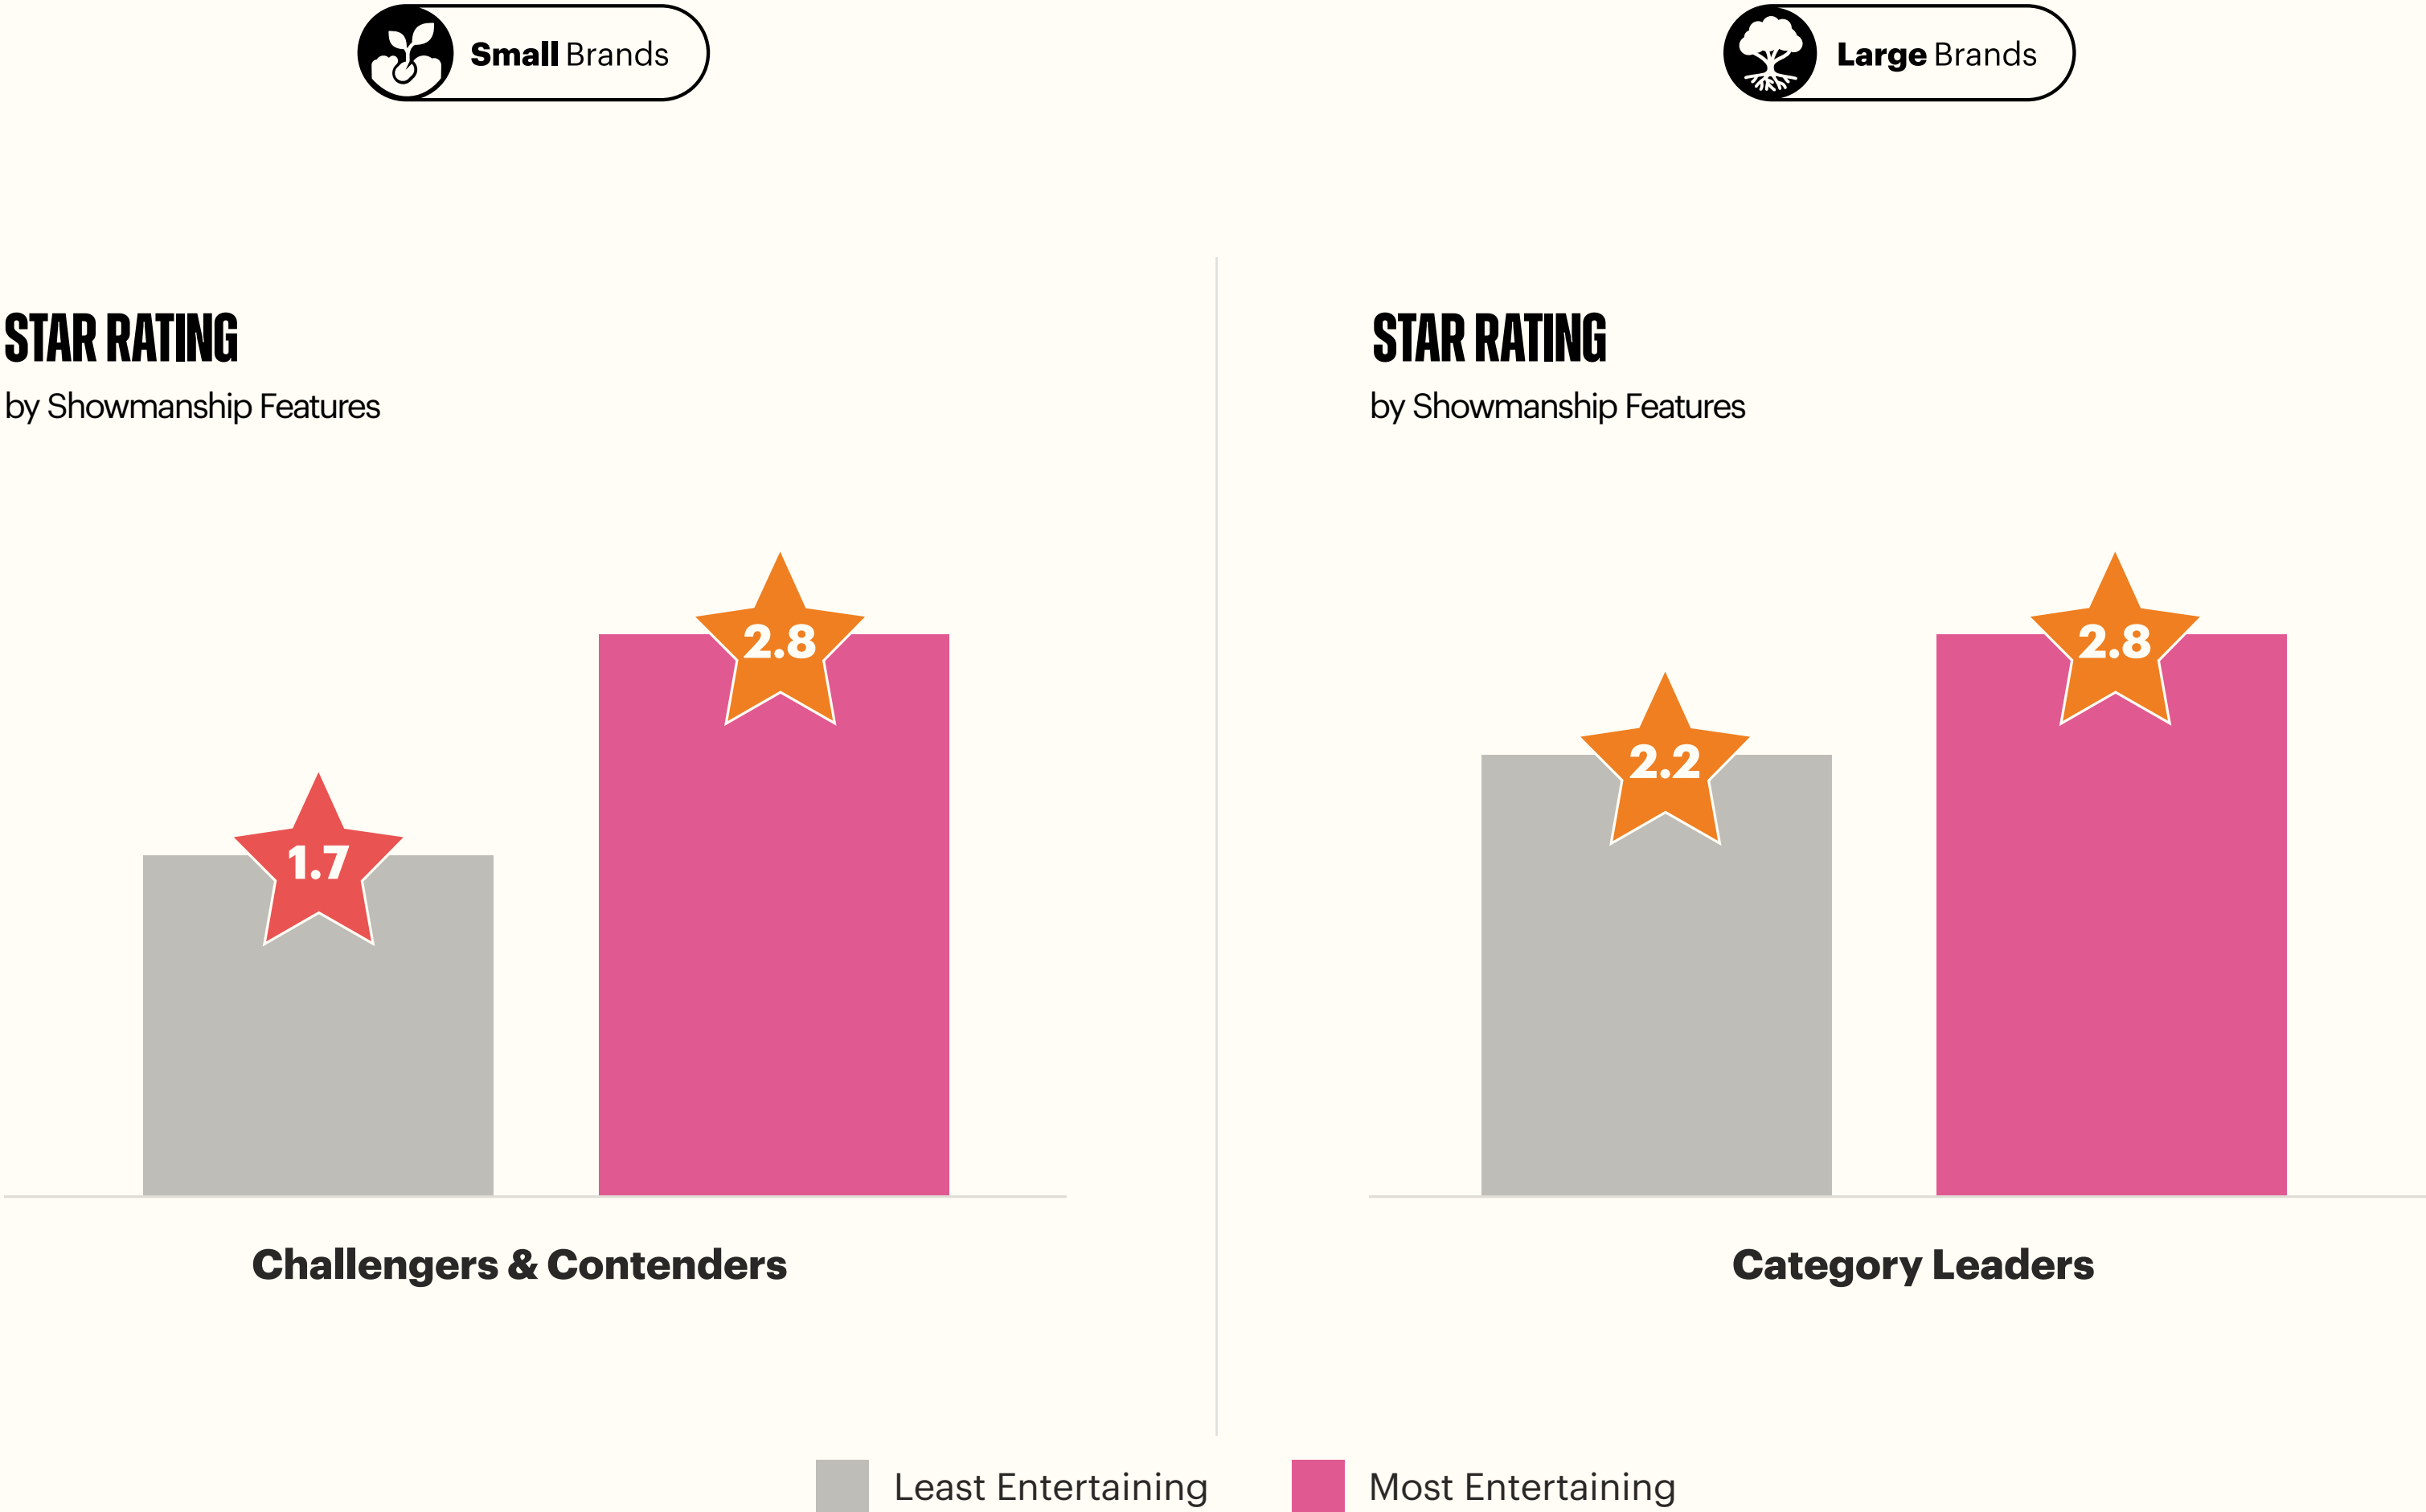 Small Brands
Large Brands
STAR RATING
by Showmanship Features
STAR RATING
by Showmanship Features
2.8
1.7
2.8
2.2
Challengers & Contenders
Category Leaders
Least Entertaining
Most Entertaining